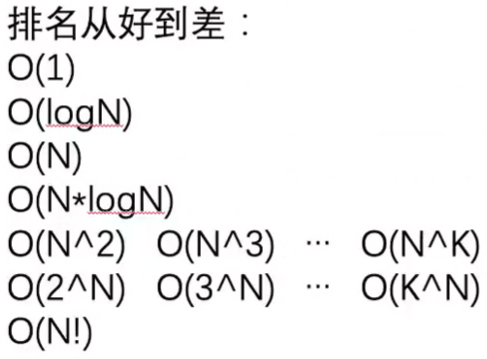 排名从好到差：
O(1)
O(logN)
O(N)
O(N*logN)
O(N^2) O(N^3) ··· O(N^K)
O(2^N) O(3^N) ··· O(K^N)
O(N!)